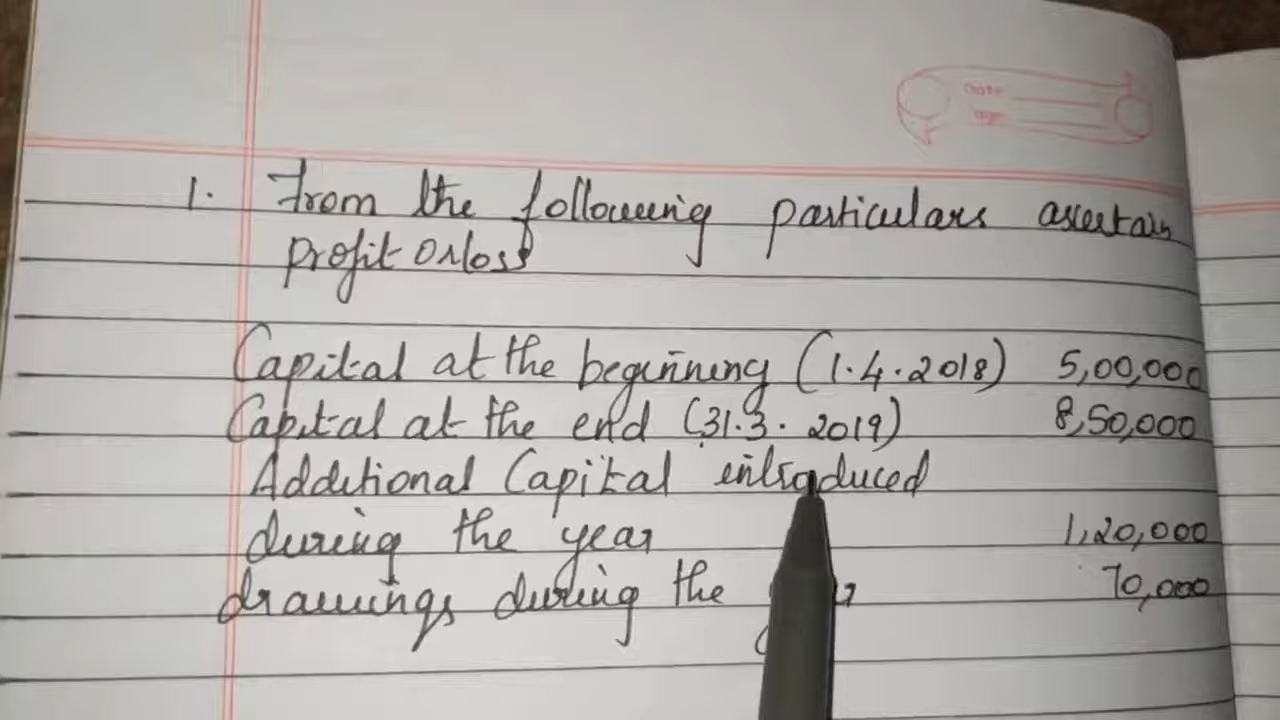 1. From the following particulars ascertain
profit or loss
Capital at the beginning (1.4.2018) 5,00,000
Capital at the end (31.3.2019) 8,50,000
Additional Capital introduced
during the year 1,20,000
drawings during the 70,000